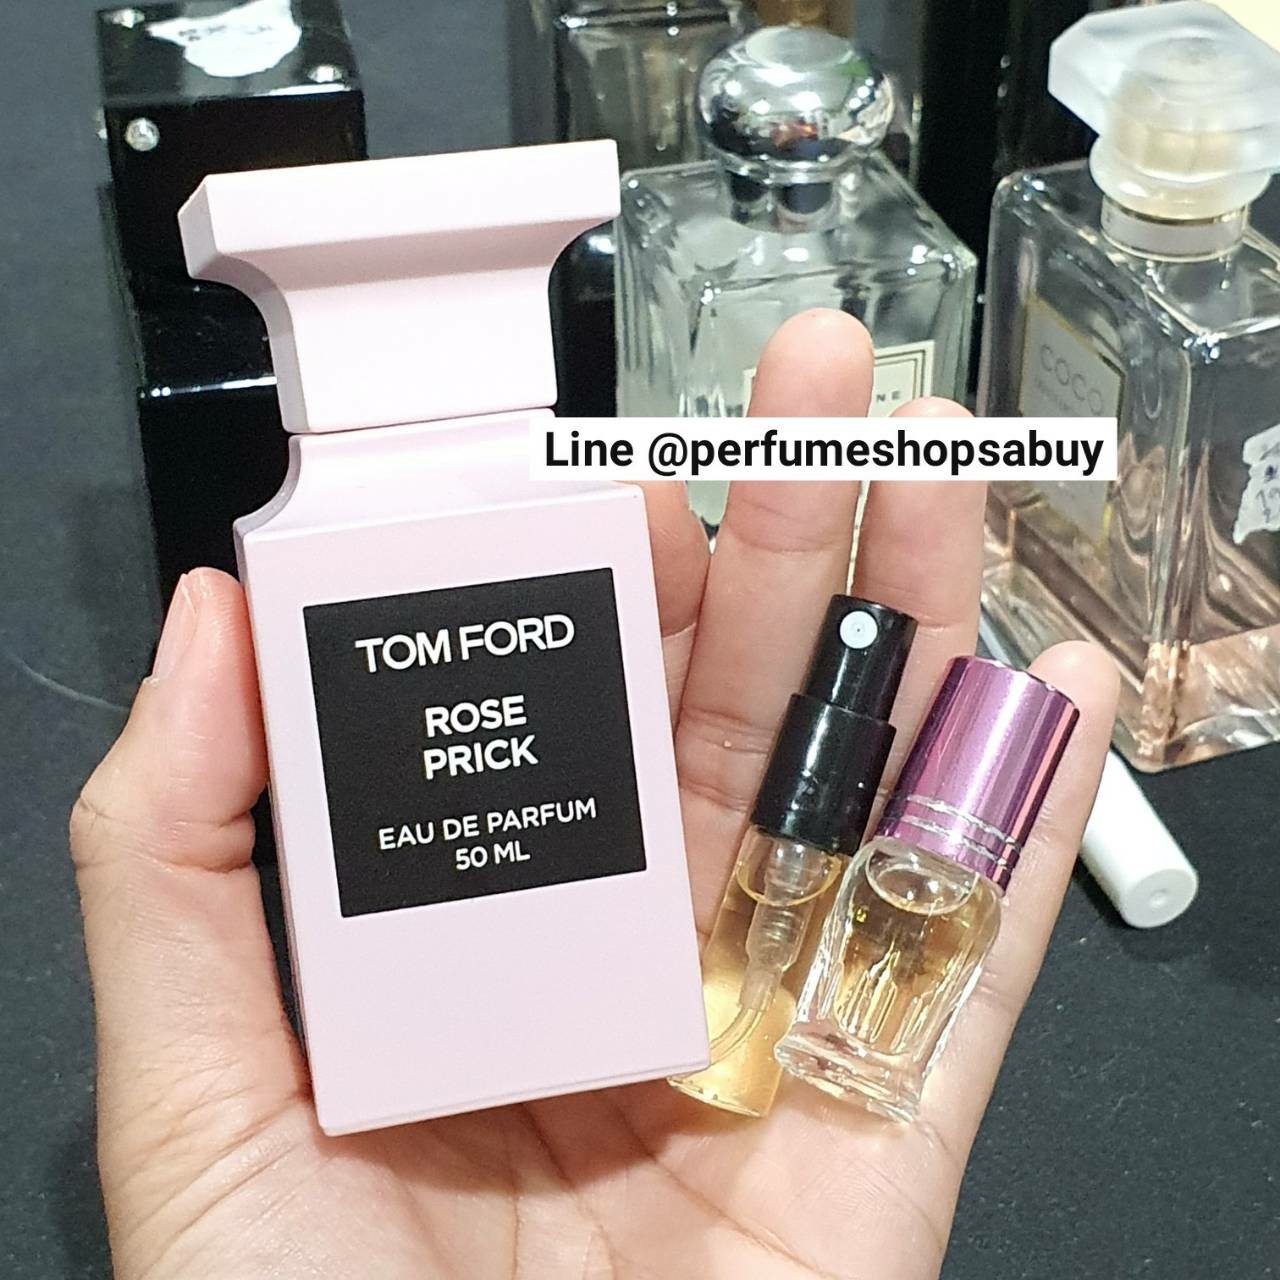 Line @perfumeshopsabuy
TOM FORD
ROSE
PRICK
EAU DE PARFUM
50 ML
COCO